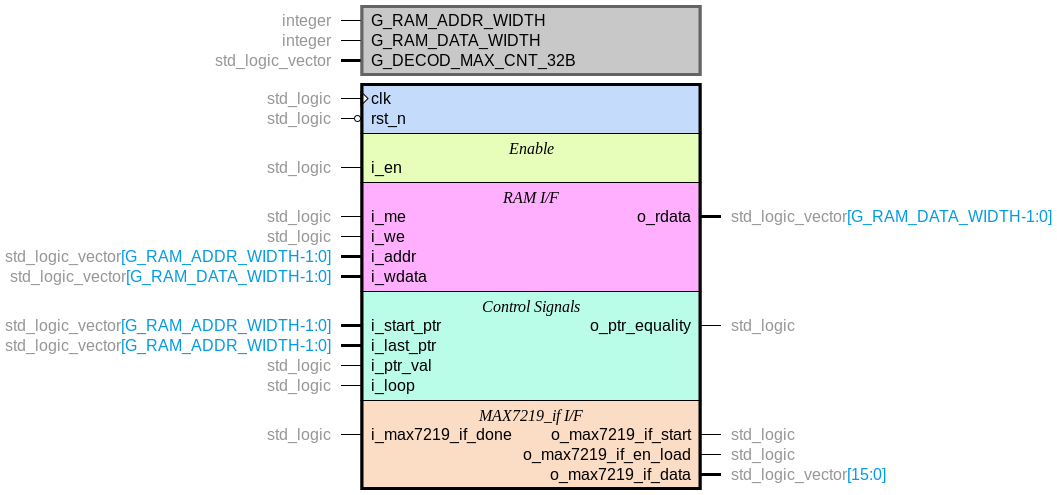 integer G_RAM_ADDR_WIDTH
integer G_RAM_DATA_WIDTH
std_logic_vector G_DECOD_MAX_CNT_32B
std_logic clk
std_logic rst_n
Enable
std_logic i_en
RAM I/F
std_logic i_me o_rdata std_logic_vector[G_RAM_DATA_WIDTH-1:0]
std_logic i_we
std_logic_vector[G_RAM_ADDR_WIDTH-1:0] i_addr
std_logic_vector[G_RAM_DATA_WIDTH-1:0] i_wdata
Control Signals
std_logic_vector[G_RAM_ADDR_WIDTH-1:0] i_start_ptr o_ptr_equality std_logic
std_logic_vector[G_RAM_ADDR_WIDTH-1:0] i_last_ptr
std_logic i_ptr_val
std_logic i_loop
MAX7219_if I/F
std_logic i_max7219_if_done o_max7219_if_start std_logic
o_max7219_if_en_load std_logic
o_max7219_if_data std_logic_vector[15:0]